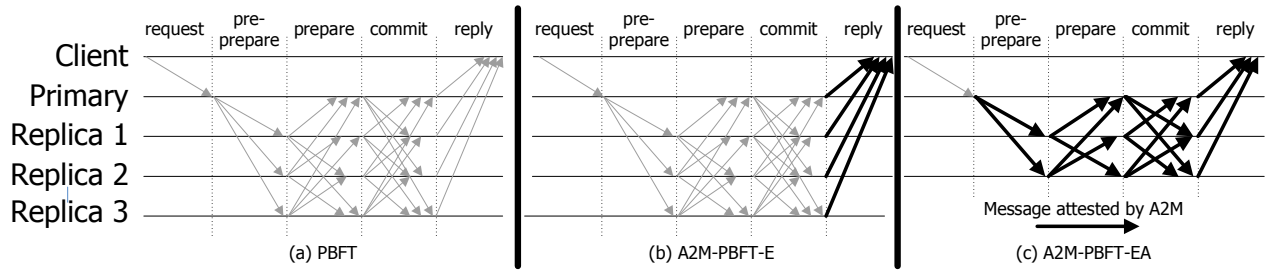 request pre-prepare prepare commit reply
request pre-prepare prepare commit reply
request pre-prepare prepare commit reply
Client
Primary
Replica 1
Replica 2
Replica 3
Message attested by A2M
(a) PBFT
(b) A2M-PBFT-E
(c) A2M-PBFT-EA